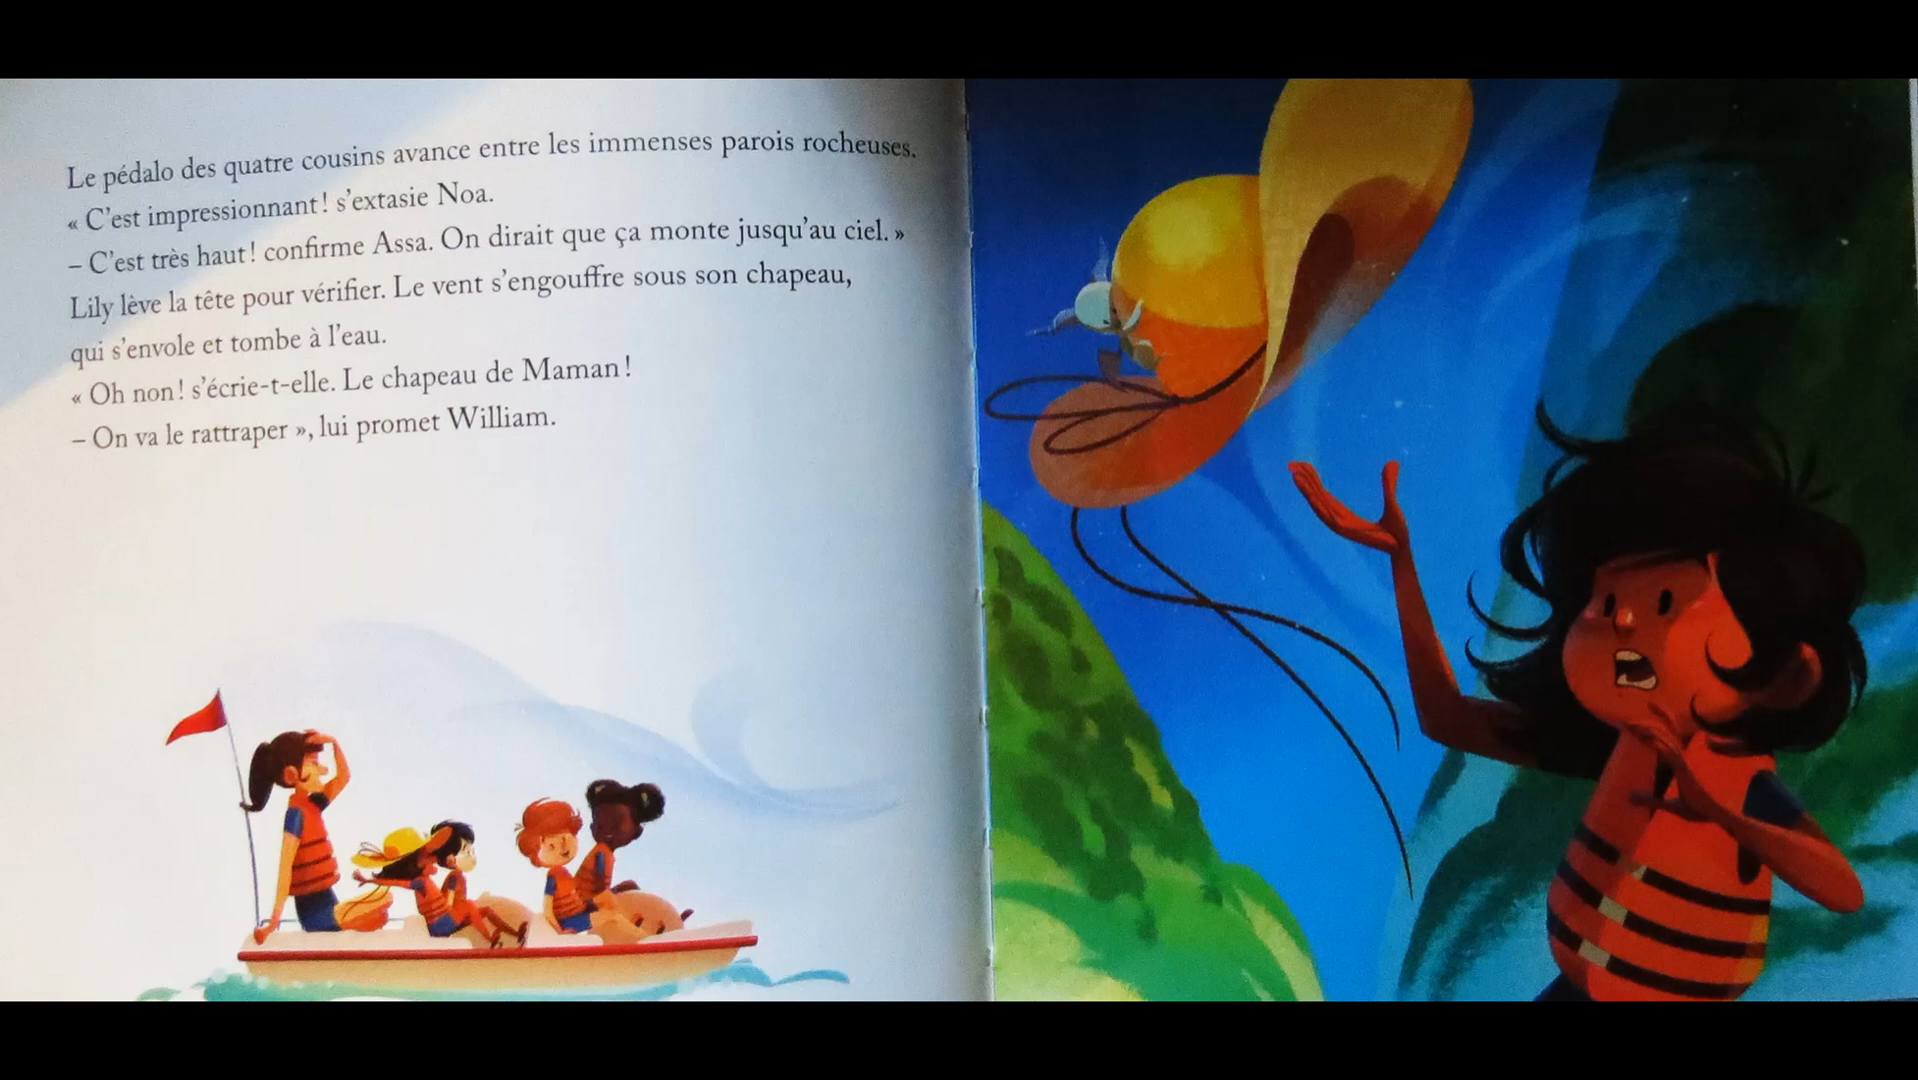 Le pédalo des quatre cousins avance entre les immenses parois rocheuses.
« C'est impressionnant ! s'extasie Noa.
– C'est très haut ! confirme Assa. On dirait que ça monte jusqu'au ciel. »
Lily lève la tête pour vérifier. Le vent s'engouffre sous son chapeau,
qui s'envole et tombe à l'eau.
« Oh non ! s'écrie-t-elle. Le chapeau de Maman !
– On va le rattraper », lui promet William.